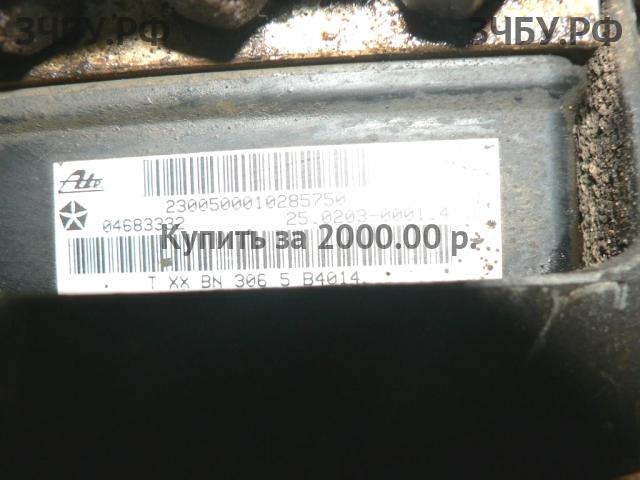 ЗЧБУ.РФ ЗЧБУ.РФ
Ate
2300500010285750
04683332 25.0203-0001.4
Купить за 2000.00 р.
T XX BN 306 5 B4014